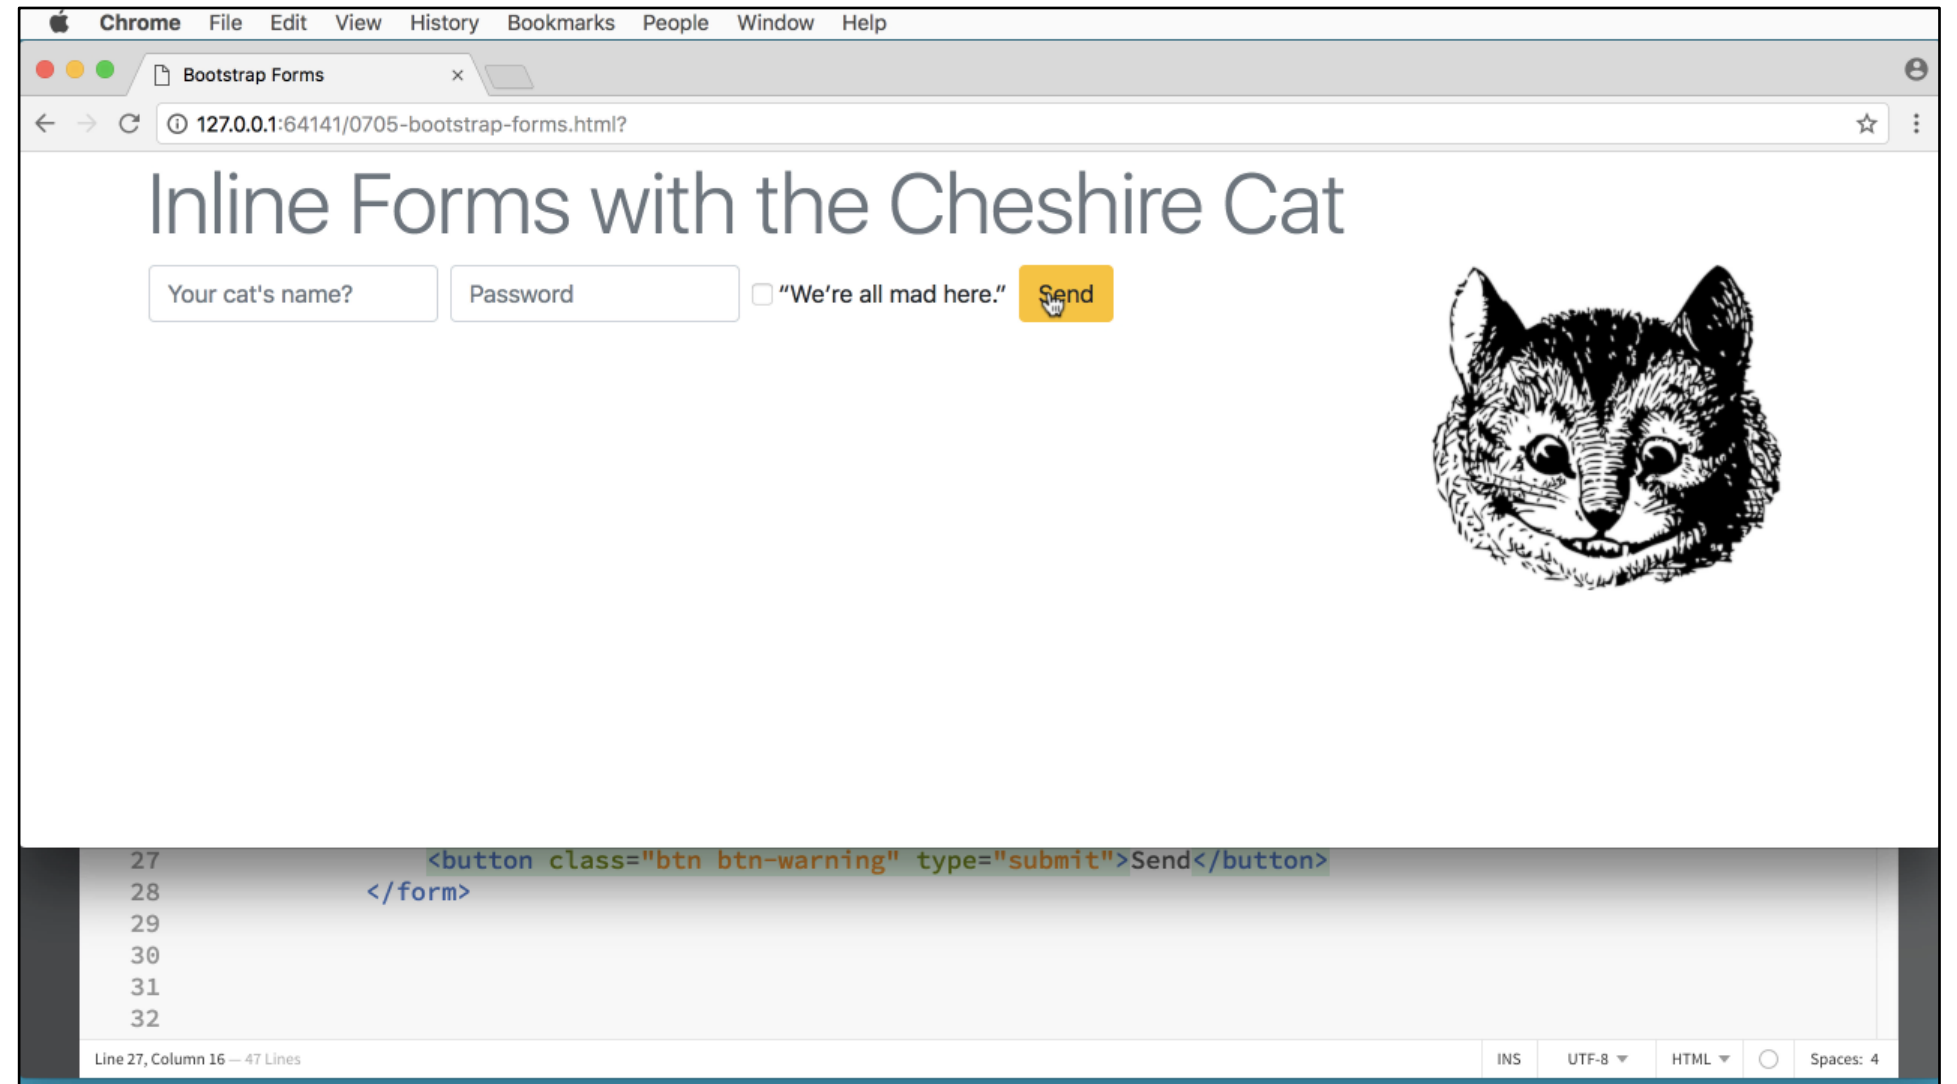 Chrome File Edit View History Bookmarks People Window Help
Bootstrap Forms
127.0.0.1:64141/0705-bootstrap-forms.html?
Inline Forms with the Cheshire Cat
Your cat's name? Password “We’re all mad here.” Send
27 <button class="btn btn-warning" type="submit">Send</button>
28 </form>
29
30
31
32
Line 27, Column 16 — 47 Lines INS UTF-8 HTML Spaces: 4